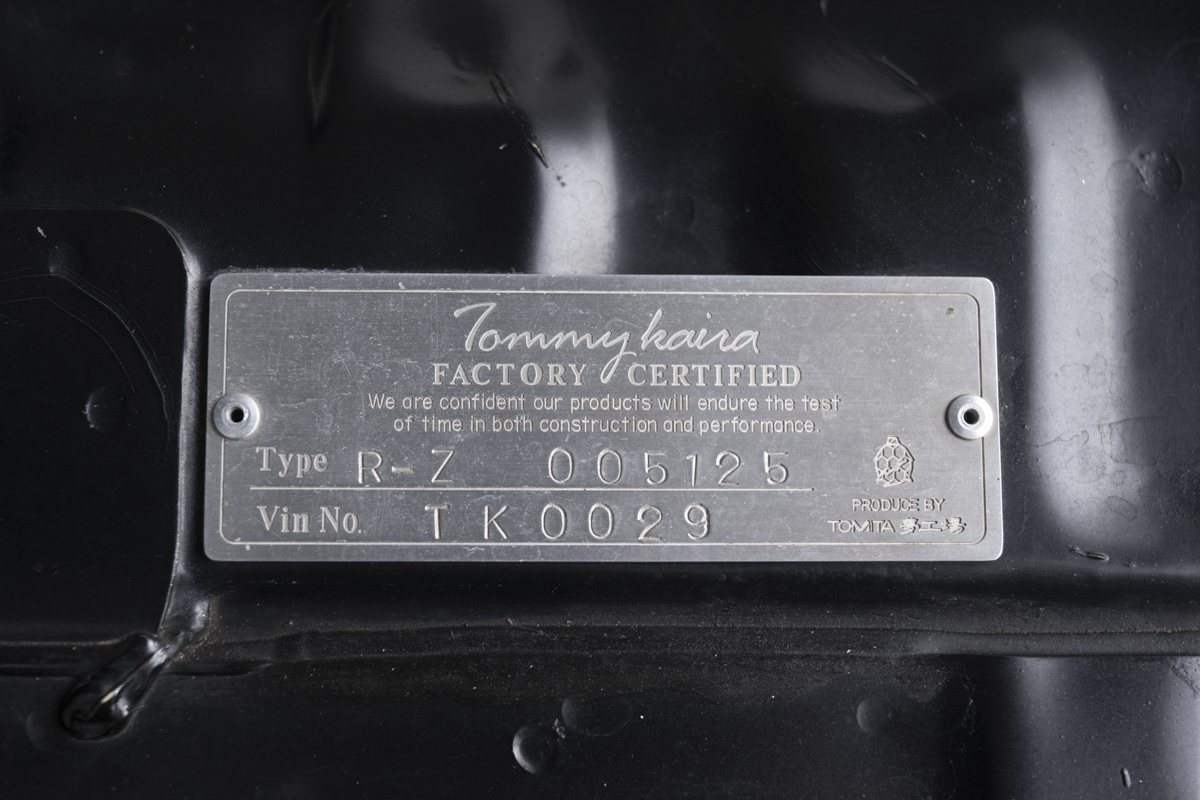 Tommykaira
FACTORY CERTIFIED
We are confident our products will endure the test
of time in both construction and performance.
Type R-Z 005125
Vin No. TK0029
PRODUCE BY
TOMITA 夢工場